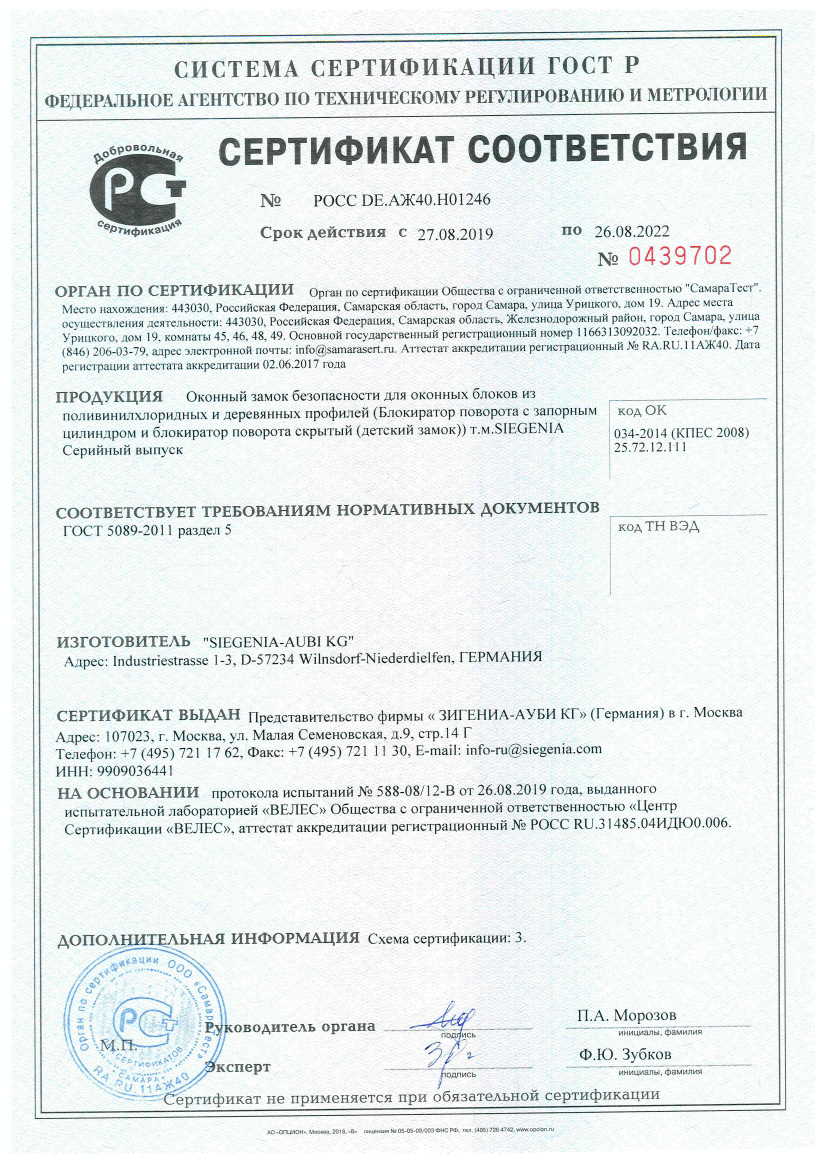 СИСТЕМА СЕРТИФИКАЦИИ ГОСТ Р
ФЕДЕРАЛЬНОЕ АГЕНТСТВО ПО ТЕХНИЧЕСКОМУ РЕГУЛИРОВАНИЮ И МЕТРОЛОГИИ
Добровольная
сертификация
СЕРТИФИКАТ СООТВЕТСТВИЯ
№ РОСС DE.АЖ40.Н01246
Срок действия с 27.08.2019 по 26.08.2022
№ 0439702
ОРГАН ПО СЕРТИФИКАЦИИ Орган по сертификации Общества с ограниченной ответственностью "СамараТест".
Место нахождения: 443030, Российская Федерация, Самарская область, город Самара, улица Урицкого, дом 19. Адрес места
осуществления деятельности: 443030, Российская Федерация, Самарская область, Железнодорожный район, город Самара, улица
Урицкого, дом 19, комнаты 45, 46, 48, 49. Основной государственный регистрационный номер 1166313092032. Телефон/факс: +7
(846) 206-03-79, адрес электронной почты: info@samarasert.ru. Аттестат аккредитации регистрационный № RA.RU.11АЖ40. Дата
регистрации аттестата аккредитации 02.06.2017 года
ПРОДУКЦИЯ Оконный замок безопасности для оконных блоков из
поливинилхлоридных и деревянных профилей (Блокиратор поворота с запорным
цилиндром и блокиратор поворота скрытый (детский замок)) т.м.SIEGENIA
Серийный выпуск
код ОК
034-2014 (КПЕС 2008)
25.72.12.111
СООТВЕТСТВУЕТ ТРЕБОВАНИЯМ НОРМАТИВНЫХ ДОКУМЕНТОВ
ГОСТ 5089-2011 раздел 5
код ТН ВЭД
ИЗГОТОВИТЕЛЬ "SIEGENIA-AUBI KG"
Адрес: Industriestrasse 1-3, D-57234 Wilnsdorf-Niederdielfen, ГЕРМАНИЯ
СЕРТИФИКАТ ВЫДАН Представительство фирмы « ЗИГЕНИА-АУБИ КГ» (Германия) в г. Москва
Адрес: 107023, г. Москва, ул. Малая Семеновская, д.9, стр.14 Г
Телефон: +7 (495) 721 17 62, Факс: +7 (495) 721 11 30, E-mail: info-ru@siegenia.com
ИНН: 9909036441
НА ОСНОВАНИИ протокола испытаний № 588-08/12-В от 26.08.2019 года, выданного
испытательной лабораторией «ВЕЛЕС» Общества с ограниченной ответственностью «Центр
Сертификации «ВЕЛЕС», аттестат аккредитации регистрационный № РОСС RU.31485.04ИДЮ0.006.
ДОПОЛНИТЕЛЬНАЯ ИНФОРМАЦИЯ Схема сертификации: 3.
Орган по сертификации ООО «СамараТест»
СЕРТИФИКАТОВ
САМАРА
RA RU 11АЖ40
М.П.
Руководитель органа
подпись
П.А. Морозов
инициалы, фамилия
Эксперт
подпись
Ф.Ю. Зубков
инициалы, фамилия
Сертификат не применяется при обязательной сертификации
АО «ОПЦИОН», Москва, 2018, «В» лицензия № 05-05-09/003 ФНС РФ, тел. (495) 726 4742, www.opcion.ru